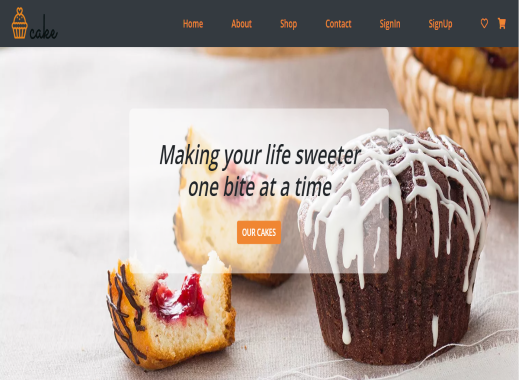 cake
Home About Shop Contact SignIn SignUp
Making your life sweeter
one bite at a time
OUR CAKES